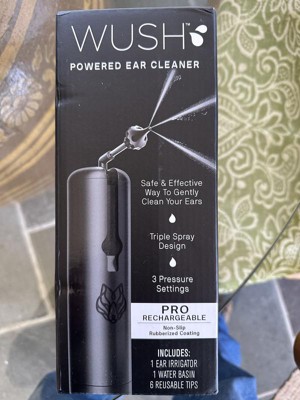 WUSH™
POWERED EAR CLEANER
Safe & Effective
Way To Gently
Clean Your Ears
Triple Spray
Design
3 Pressure
Settings
PRO
RECHARGEABLE
Non-Slip
Rubberized Coating
INCLUDES:
1 EAR IRRIGATOR
1 WATER BASIN
6 REUSABLE TIPS